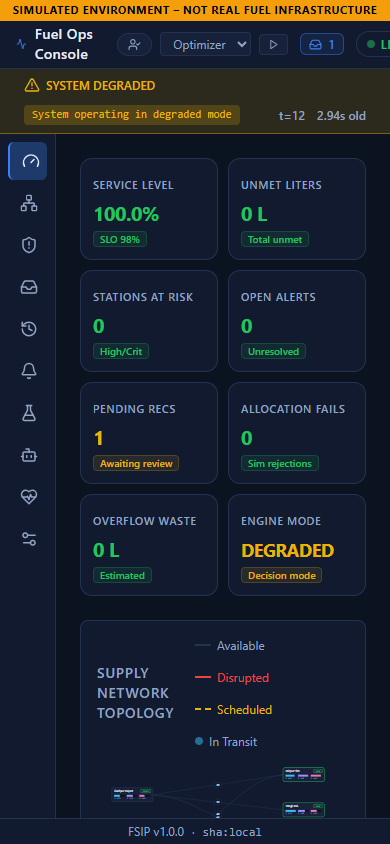 SIMULATED ENVIRONMENT – NOT REAL FUEL INFRASTRUCTURE
Fuel Ops
Console
Optimizer
1
SYSTEM DEGRADED
System operating in degraded mode
t=12 2.94s old
SERVICE LEVEL
100.0%
SLO 98%
UNMET LITERS
0 L
Total unmet
STATIONS AT RISK
0
High/Crit
OPEN ALERTS
0
Unresolved
PENDING RECS
1
Awaiting review
ALLOCATION FAILS
0
Sim rejections
OVERFLOW WASTE
0 L
Estimated
ENGINE MODE
DEGRADED
Decision mode
SUPPLY
NETWORK
TOPOLOGY
Available
Disrupted
Scheduled
In Transit
FSIP v1.0.0 · sha:local